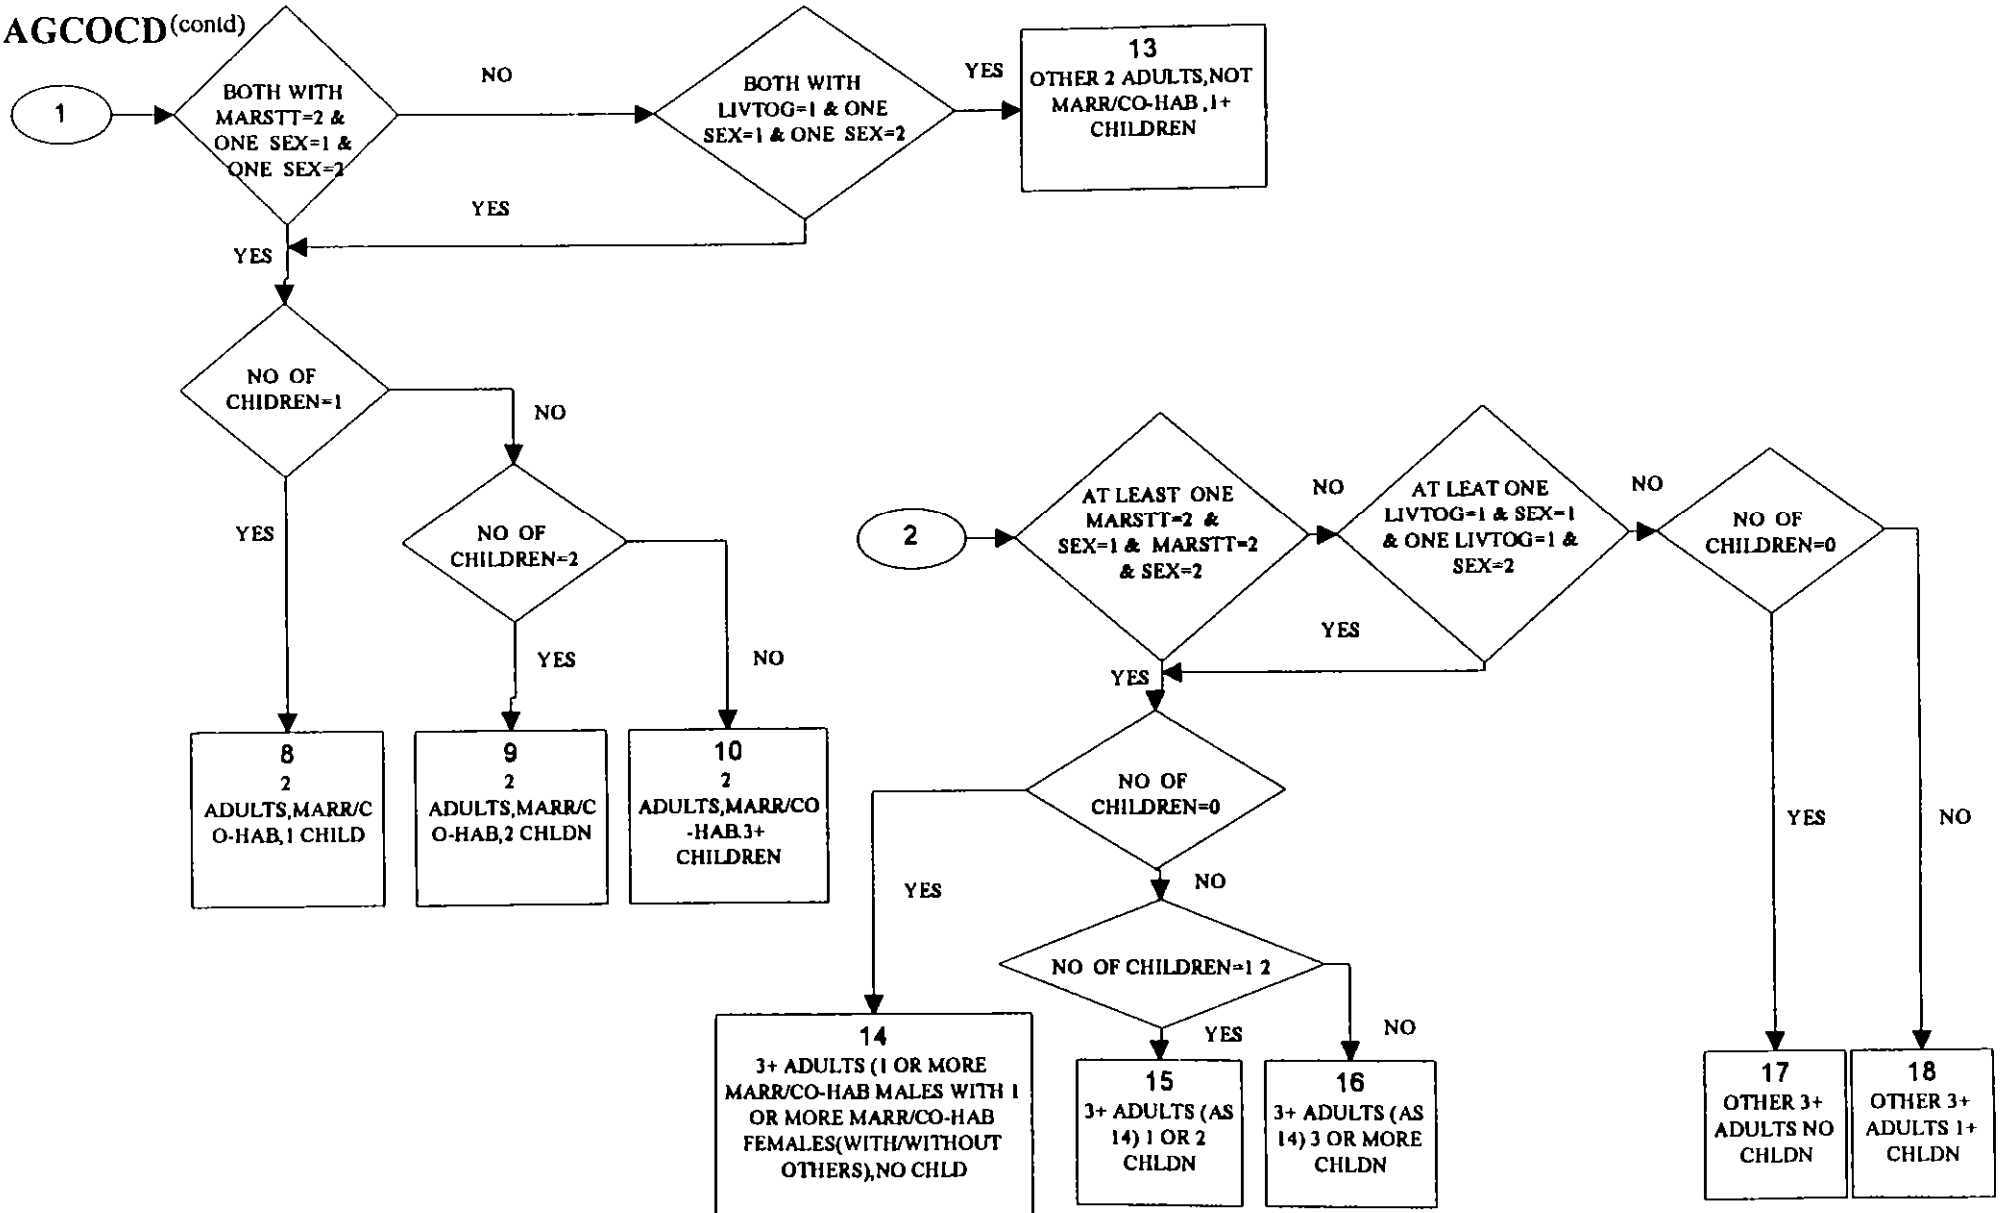 AGCOCD (contd)
1
BOTH WITH
MARSTT=2 &
ONE SEX=1 &
ONE SEX=2
NO
BOTH WITH
LIVTOG=1 & ONE
SEX=1 & ONE SEX=2
YES
13
OTHER 2 ADULTS,NOT
MARR/CO-HAB ,1+
CHILDREN
YES
YES
NO OF
CHIDREN=1
NO
YES
NO OF
CHILDREN=2
YES
NO
8
2
ADULTS,MARR/C
O-HAB,1 CHILD
9
2
ADULTS,MARR/C
O-HAB,2 CHLDN
10
2
ADULTS,MARR/CO
-HAB.3+
CHILDREN
2
AT LEAST ONE
MARSTT=2 &
SEX=1 & MARSTT=2
& SEX=2
NO
AT LEAT ONE
LIVTOG=1 & SEX=1
& ONE LIVTOG=1 &
SEX=2
NO
NO OF
CHILDREN=0
YES
YES
NO OF
CHILDREN=0
YES
NO
NO OF CHILDREN=1 2
YES
NO
YES
NO
14
3+ ADULTS (1 OR MORE
MARR/CO-HAB MALES WITH 1
OR MORE MARR/CO-HAB
FEMALES(WITH/WITHOUT
OTHERS),NO CHLD
15
3+ ADULTS (AS
14) 1 OR 2
CHLDN
16
3+ ADULTS (AS
14) 3 OR MORE
CHLDN
17
OTHER 3+
ADULTS NO
CHLDN
18
OTHER 3+
ADULTS 1+
CHLDN